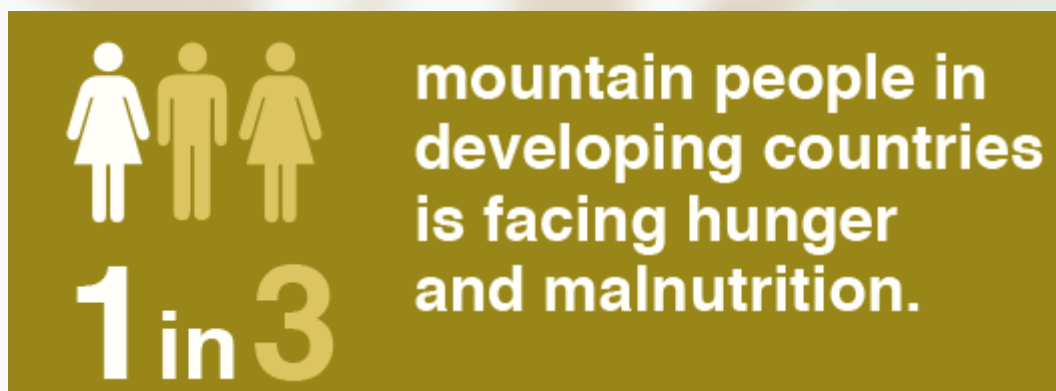 1 in 3
mountain people in
developing countries
is facing hunger
and malnutrition.